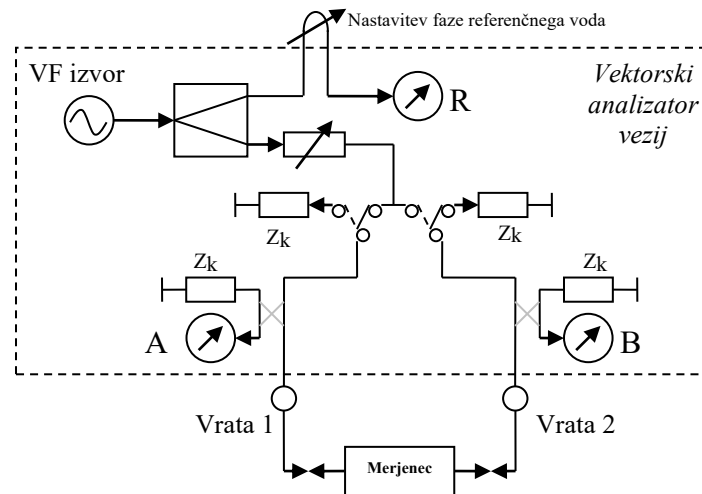 Nastavitev faze referenčnega voda
VF izvor
R
Vektorski
analizator
vezij
Zk
Zk
Zk
Zk
A
B
Vrata 1
Vrata 2
Merjenec